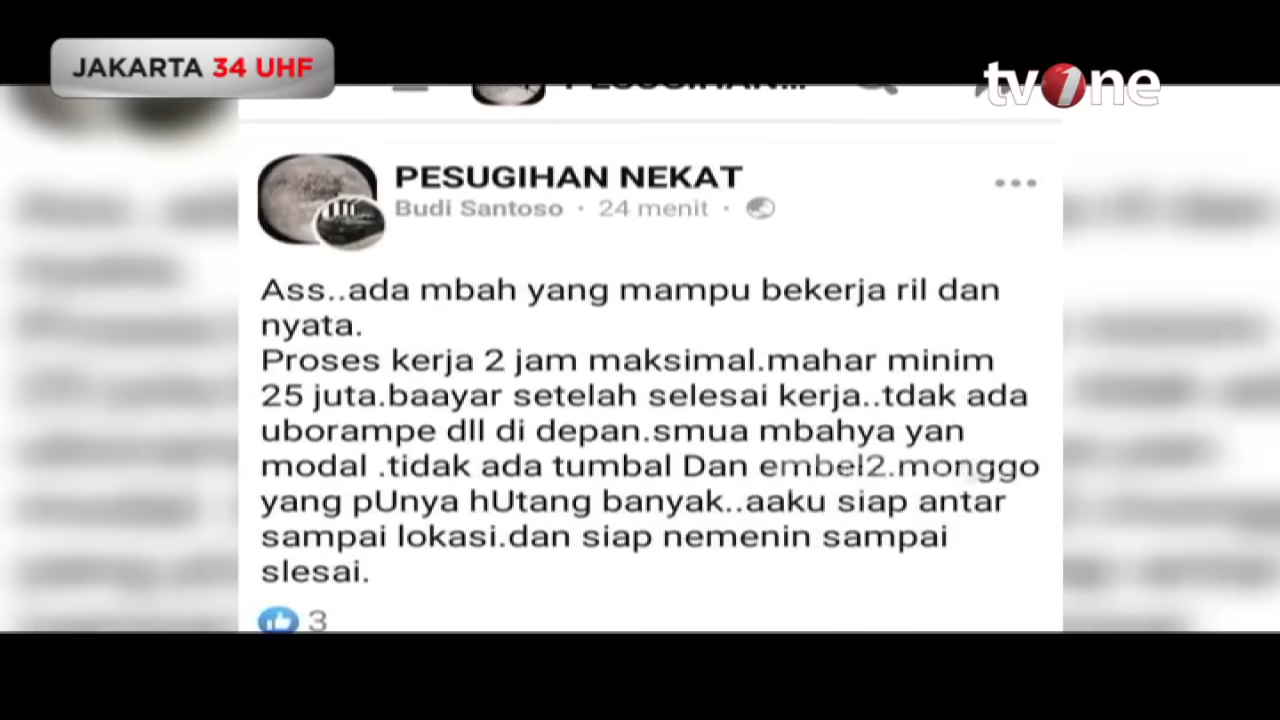 JAKARTA 34 UHF
tvOne
PESUGIHAN NEKAT
Budi Santoso · 24 menit ·
Ass..ada mbah yang mampu bekerja ril dan
nyata.
Proses kerja 2 jam maksimal.mahar minim
25 juta.baayar setelah selesai kerja..tdak ada
uborampe dll di depan.smua mbahya yan
modal .tidak ada tumbal Dan embel2.monggo
yang pUnya hUtang banyak..aaku siap antar
sampai lokasi.dan siap nemenin sampai
slesai.
3